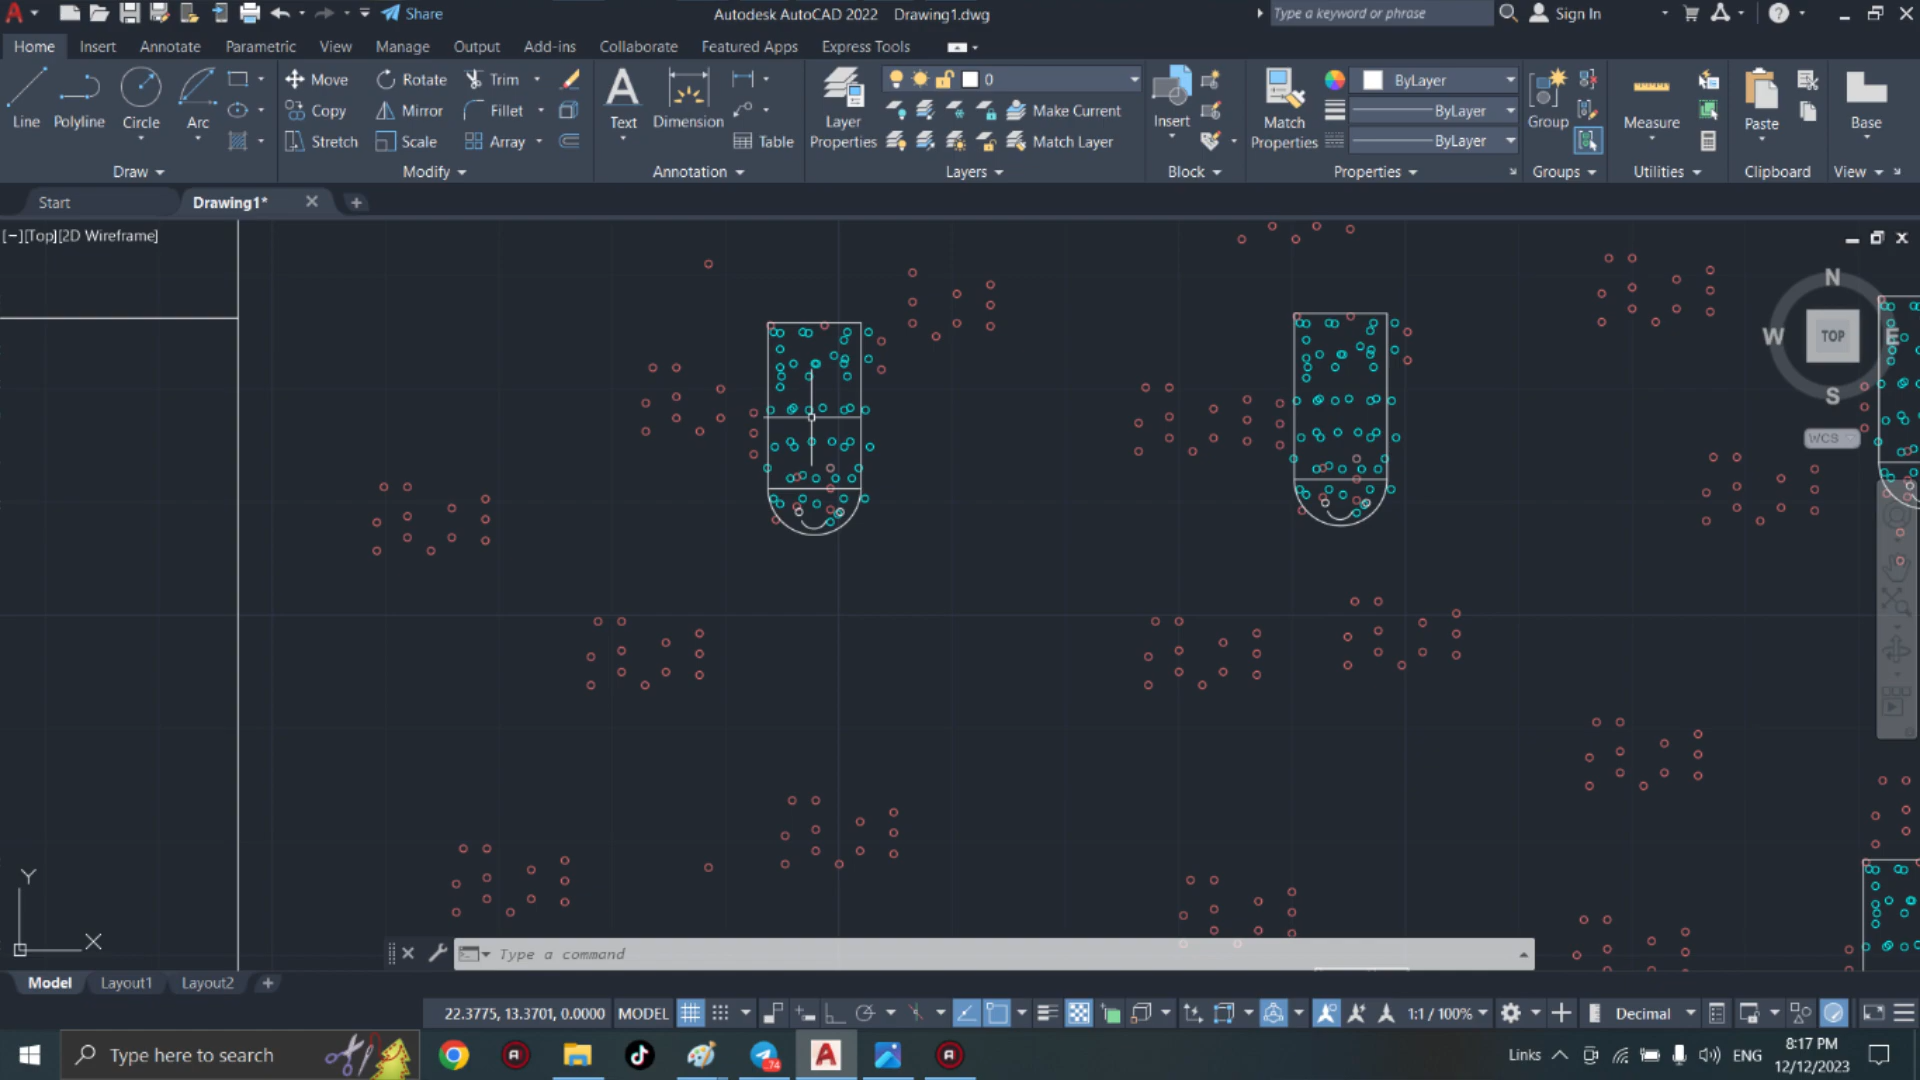 Share
Autodesk AutoCAD 2022 Drawing1.dwg
Type a keyword or phrase
Sign In
Home Insert Annotate Parametric View Manage Output Add-ins Collaborate Featured Apps Express Tools
Line Polyline Circle Arc
Move Rotate Trim
Copy Mirror Fillet
Stretch Scale Array
Text Dimension Table
Layer Properties
0
Make Current
Match Layer
Insert
Match Properties
ByLayer
ByLayer
ByLayer
Group
Measure
Paste
Base
Draw Modify Annotation Layers Block Properties Groups Utilities Clipboard View
Start Drawing1*
[−][Top][2D Wireframe]
N
W TOP E
S
WCS
Y
X
Type a command
Model Layout1 Layout2
22.3775, 13.3701, 0.0000 MODEL 1:1 / 100% Decimal
Type here to search
74
Links ENG
8:17 PM
12/12/2023